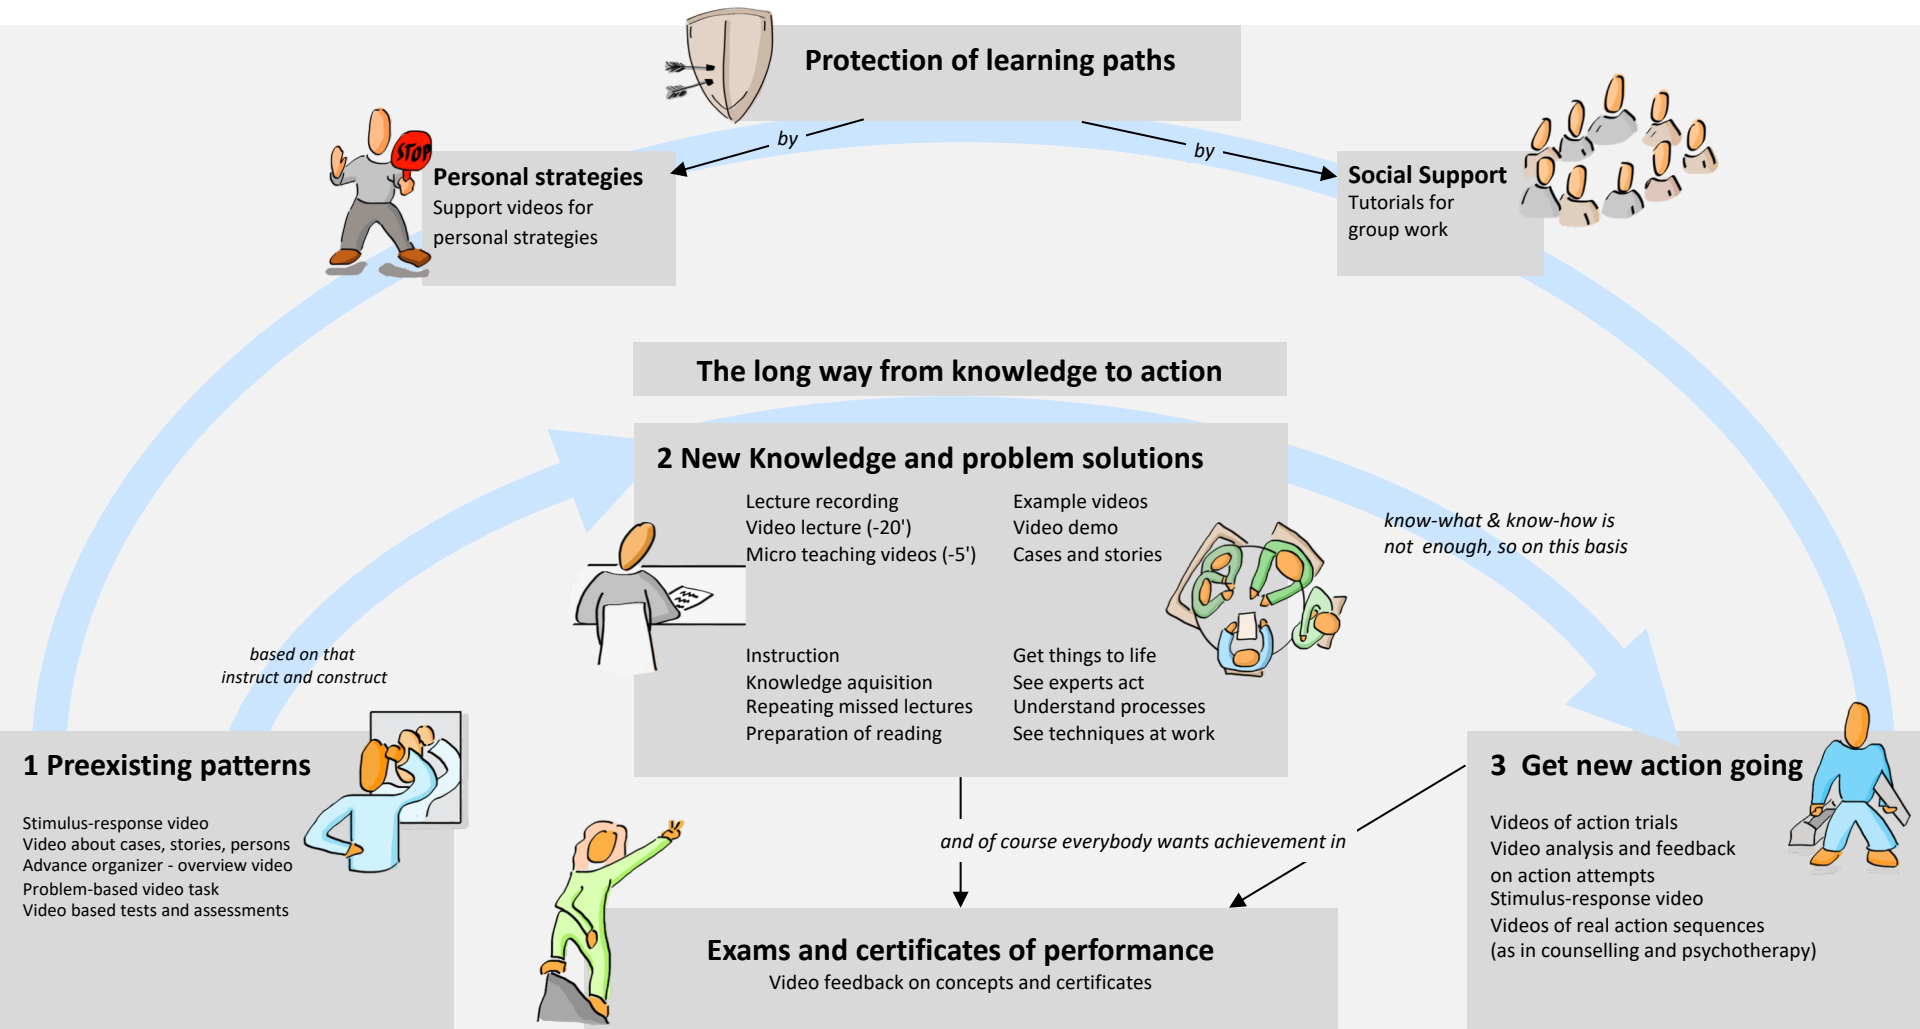 Protection of learning paths
by
by
STOP
Personal strategies
Support videos for
personal strategies
Social Support
Tutorials for
group work
The long way from knowledge to action
2 New Knowledge and problem solutions
Lecture recording
Video lecture (-20')
Micro teaching videos (-5')
Example videos
Video demo
Cases and stories
Instruction
Knowledge aquisition
Repeating missed lectures
Preparation of reading
Get things to life
See experts act
Understand processes
See techniques at work
know-what & know-how is
not enough, so on this basis
based on that
instruct and construct
1 Preexisting patterns
Stimulus-response video
Video about cases, stories, persons
Advance organizer - overview video
Problem-based video task
Video based tests and assessments
3 Get new action going
Videos of action trials
Video analysis and feedback
on action attempts
Stimulus-response video
Videos of real action sequences
(as in counselling and psychotherapy)
and of course everybody wants achievement in
Exams and certificates of performance
Video feedback on concepts and certificates